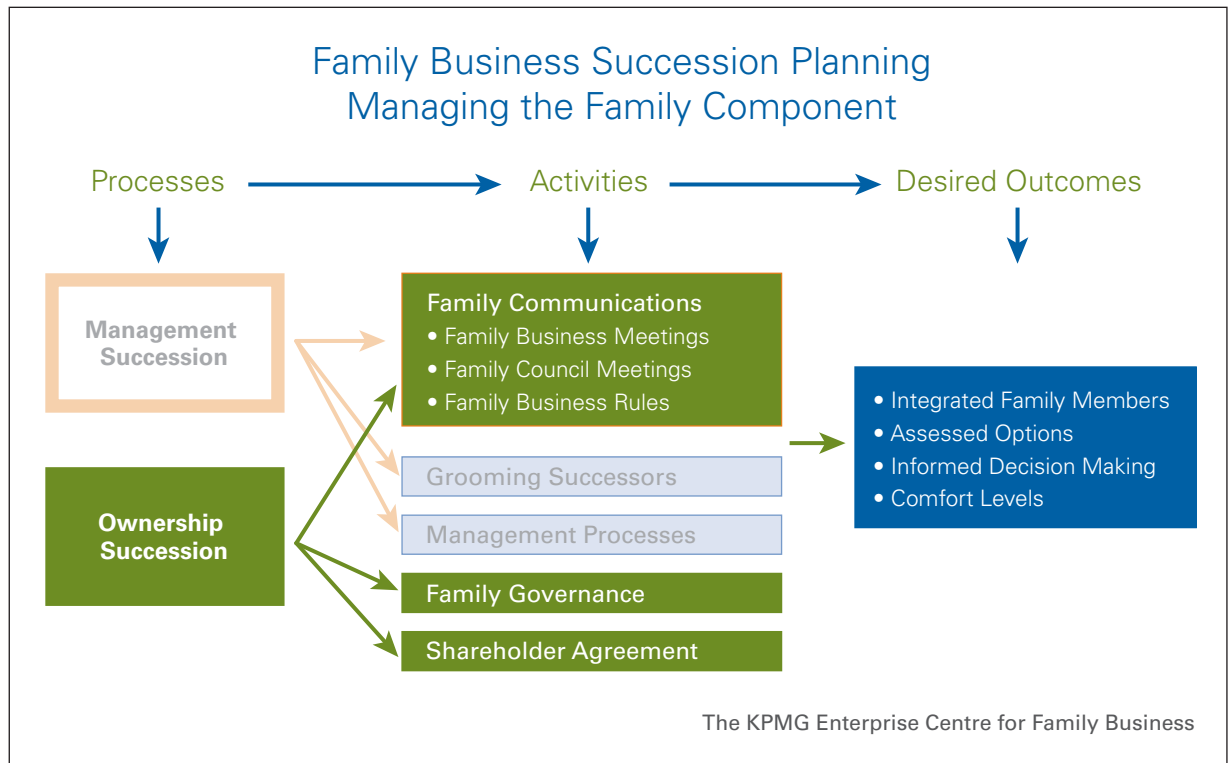 Family Business Succession Planning
Managing the Family Component
Processes
Activities
Desired Outcomes
Management
Succession
Ownership
Succession
Family Communications
• Family Business Meetings
• Family Council Meetings
• Family Business Rules
Grooming Successors
Management Processes
Family Governance
Shareholder Agreement
• Integrated Family Members
• Assessed Options
• Informed Decision Making
• Comfort Levels
The KPMG Enterprise Centre for Family Business